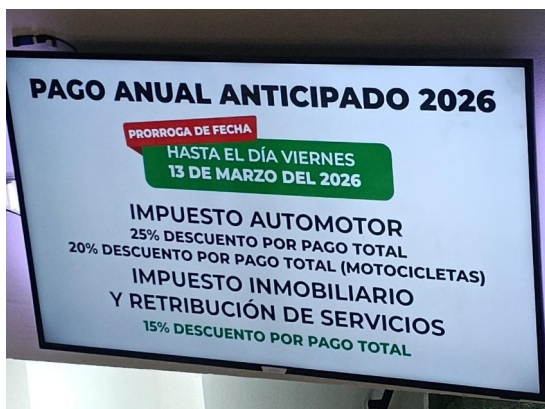 PAGO ANUAL ANTICIPADO 2026
PRORROGA DE FECHA
HASTA EL DÍA VIERNES
13 DE MARZO DEL 2026
IMPUESTO AUTOMOTOR
25% DESCUENTO POR PAGO TOTAL
20% DESCUENTO POR PAGO TOTAL (MOTOCICLETAS)
IMPUESTO INMOBILIARIO
Y RETRIBUCIÓN DE SERVICIOS
15% DESCUENTO POR PAGO TOTAL